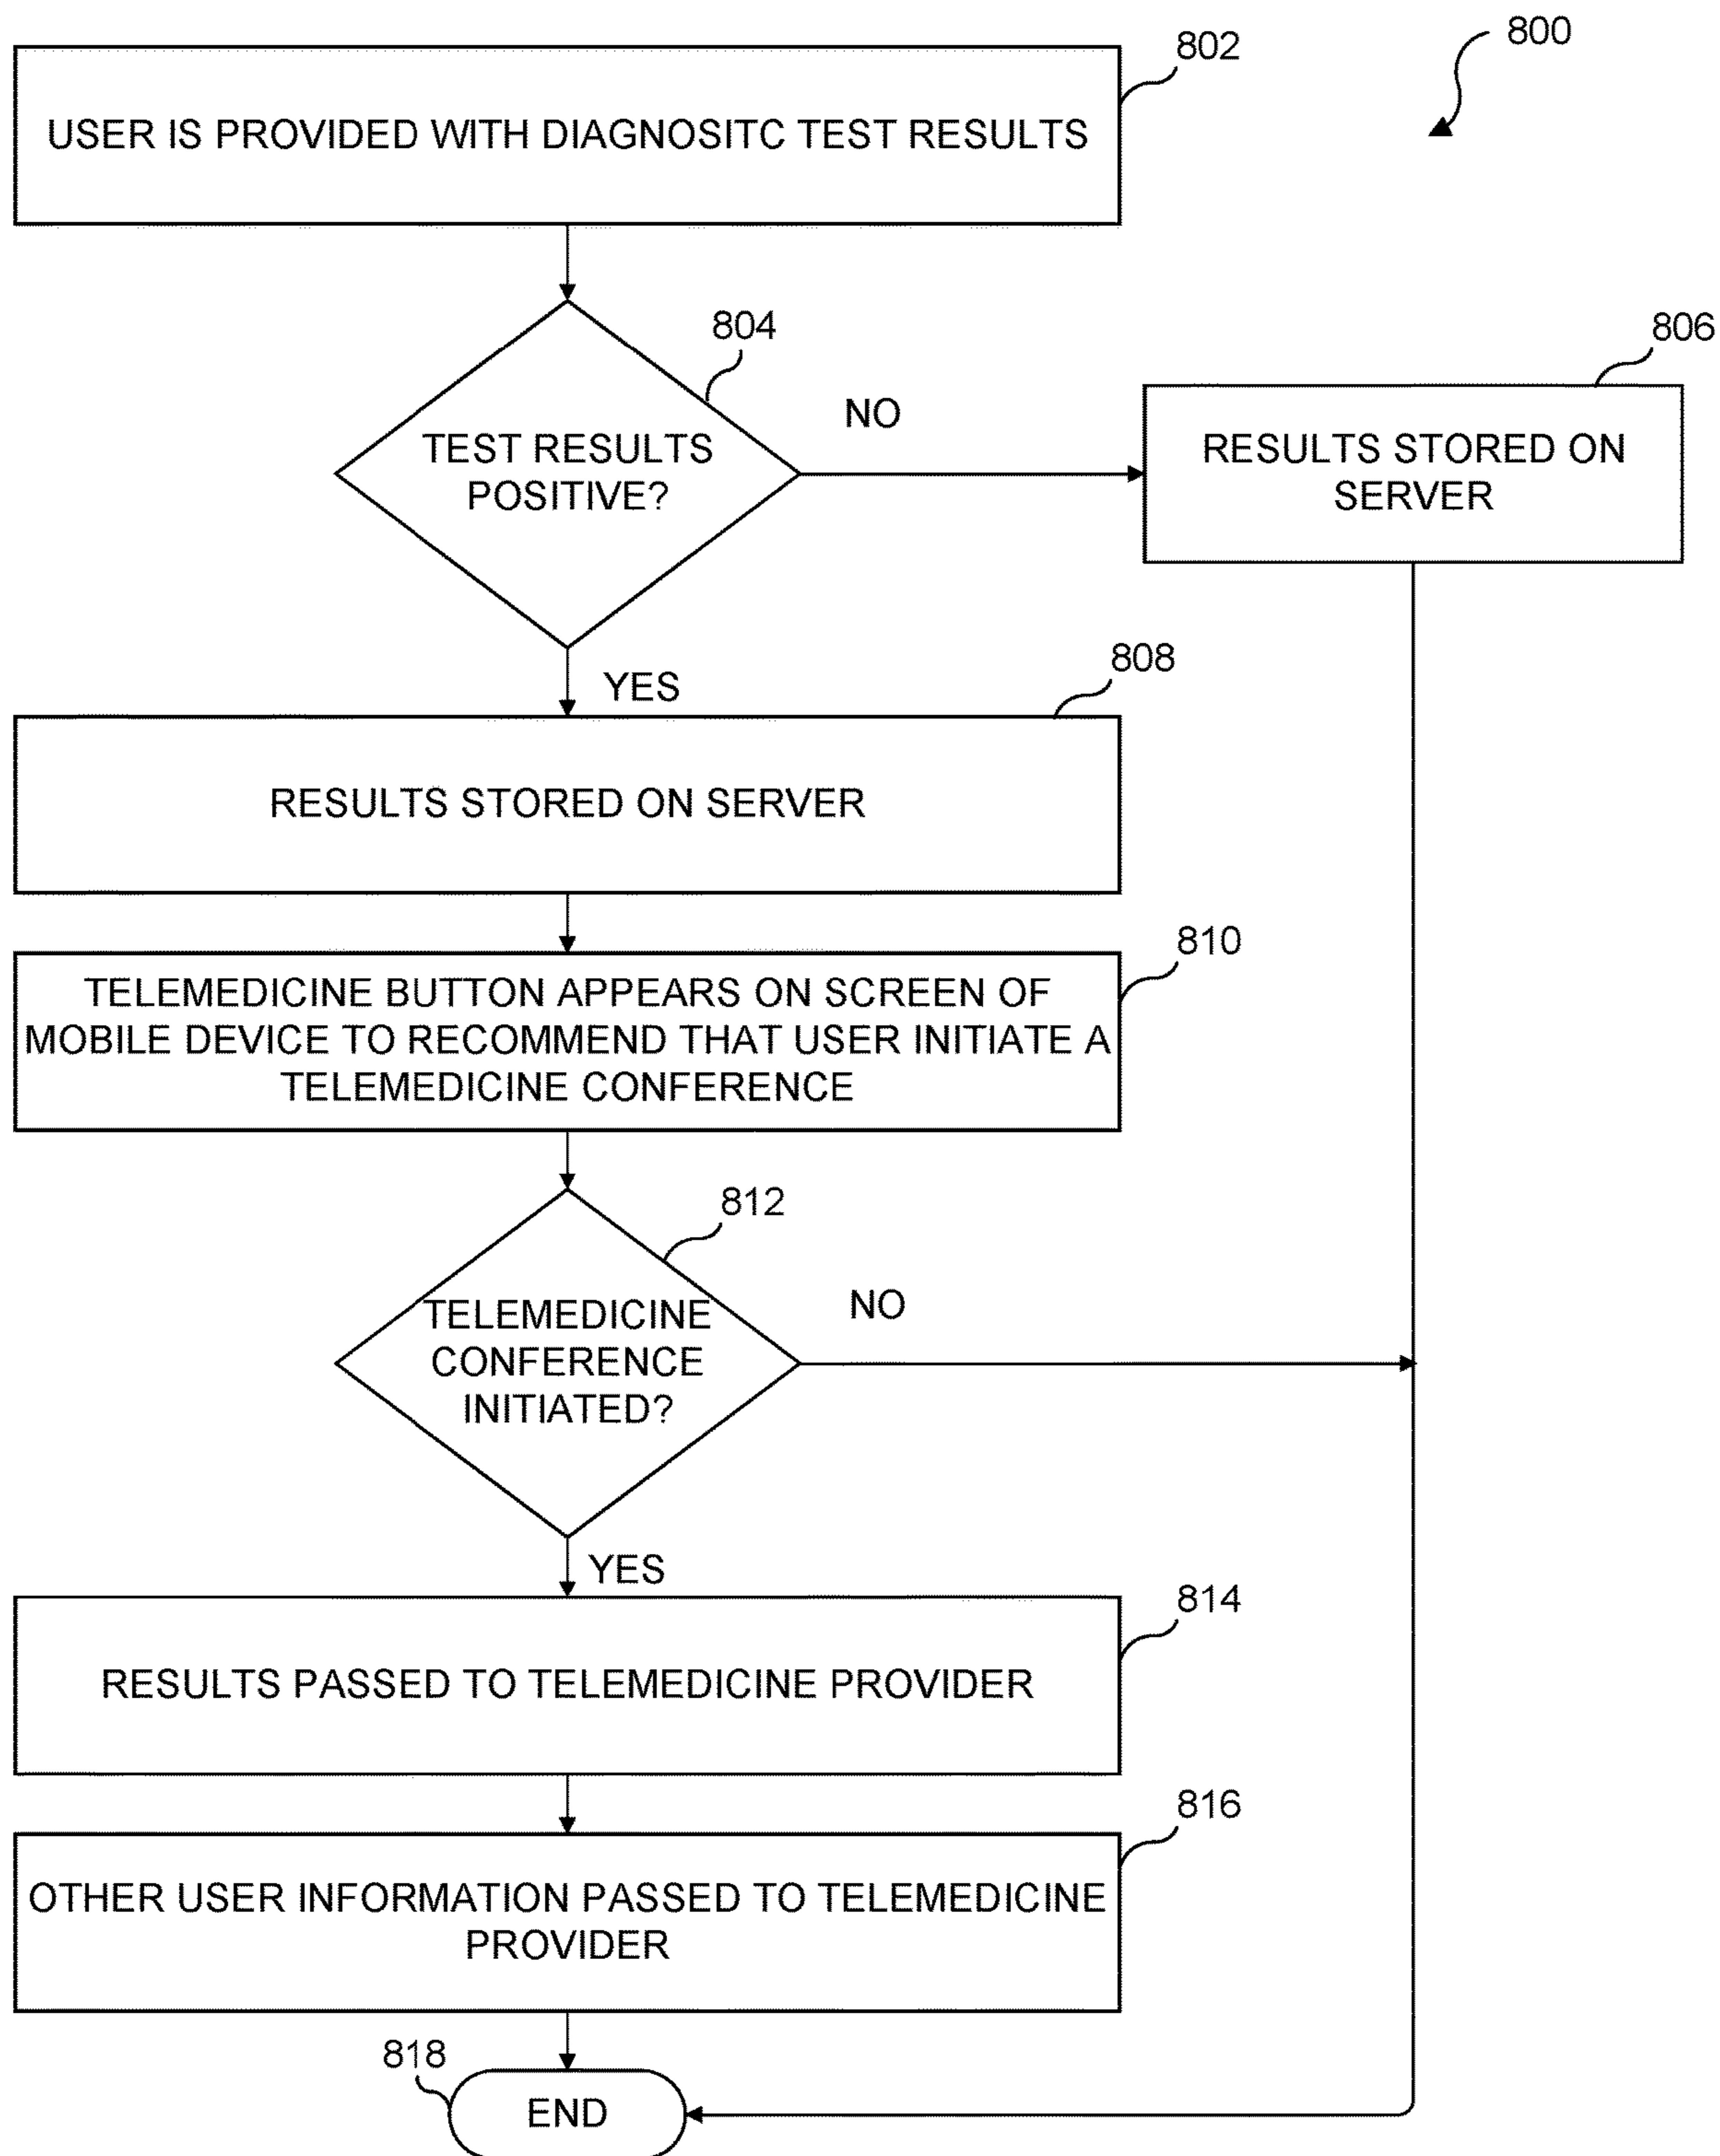 800
802
USER IS PROVIDED WITH DIAGNOSITC TEST RESULTS
804
TEST RESULTS
POSITIVE?
NO
806
RESULTS STORED ON
SERVER
YES
808
RESULTS STORED ON SERVER
810
TELEMEDICINE BUTTON APPEARS ON SCREEN OF
MOBILE DEVICE TO RECOMMEND THAT USER INITIATE A
TELEMEDICINE CONFERENCE
812
TELEMEDICINE
CONFERENCE
INITIATED?
NO
YES
814
RESULTS PASSED TO TELEMEDICINE PROVIDER
816
OTHER USER INFORMATION PASSED TO TELEMEDICINE
PROVIDER
818
END